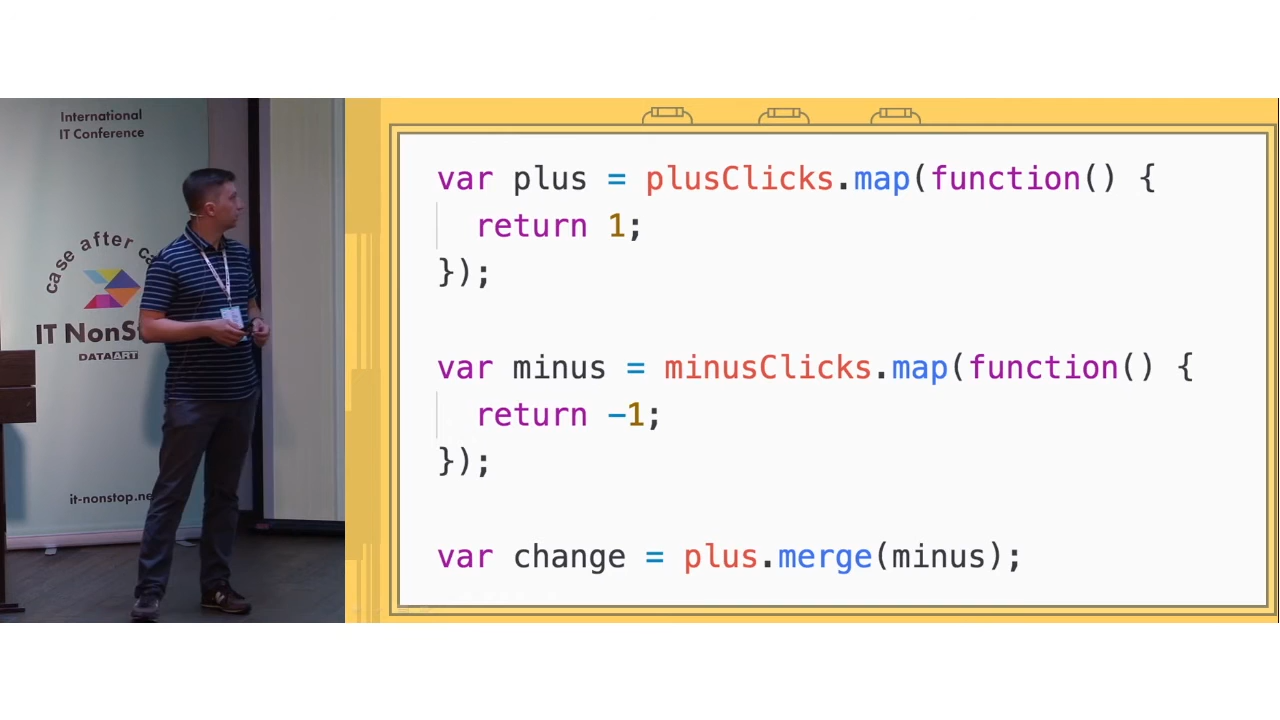 International
IT Conference
case after
IT NonSt
DATAART
it-nonstop.ne
var plus = plusClicks.map(function() {
  return 1;
});
var minus = minusClicks.map(function() {
  return -1;
});
var change = plus.merge(minus);